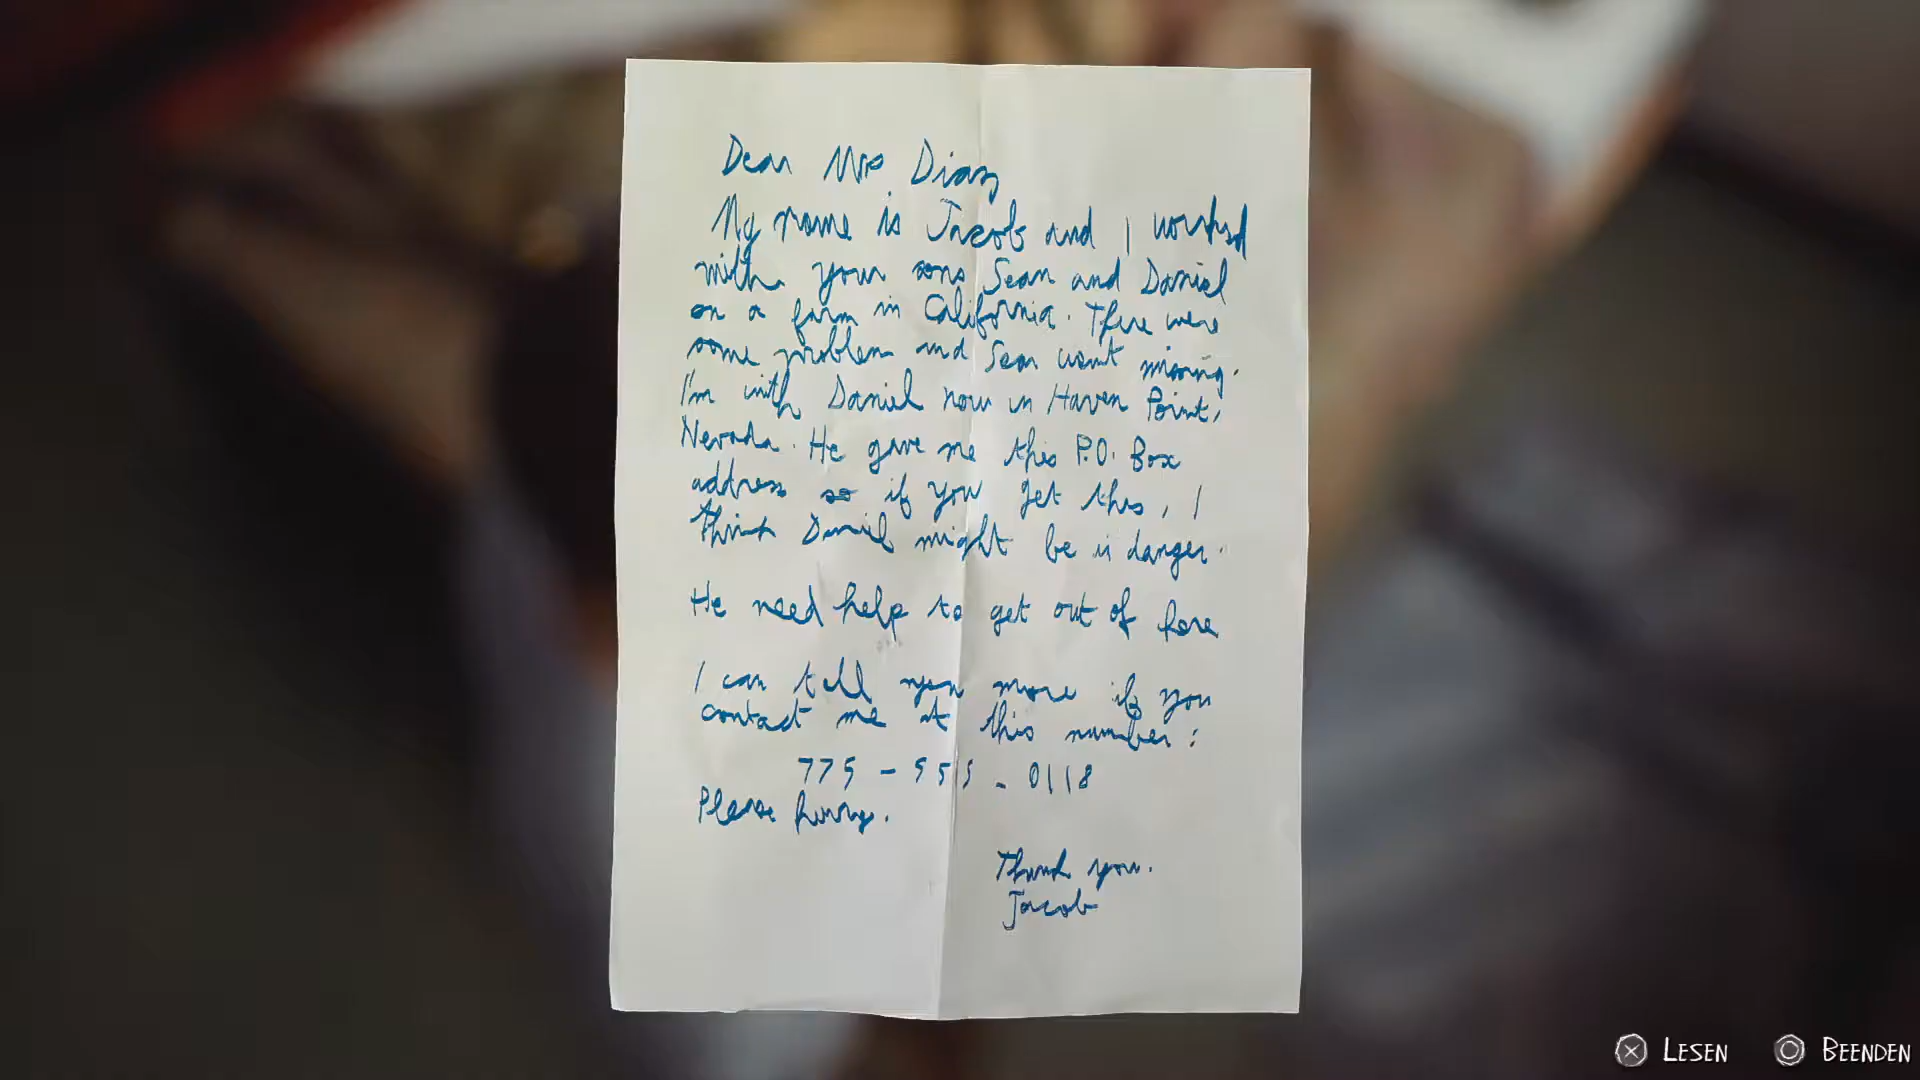 Dear Mrs Diaz
My name is Jacob and I worked
with your sons Sean and Daniel
on a farm in California. There were
some problem and Sean went missing.
I'm with Daniel now in Haven Point,
Nevada. He gave me this P.O. Box
address so if you get this, I
think Daniel might be in danger.
He need help to get out of here
I can tell you more if you
contact me at this number:
775-555-0118
Please hurry.
Thank you.
Jacob
LESEN
BEENDEN